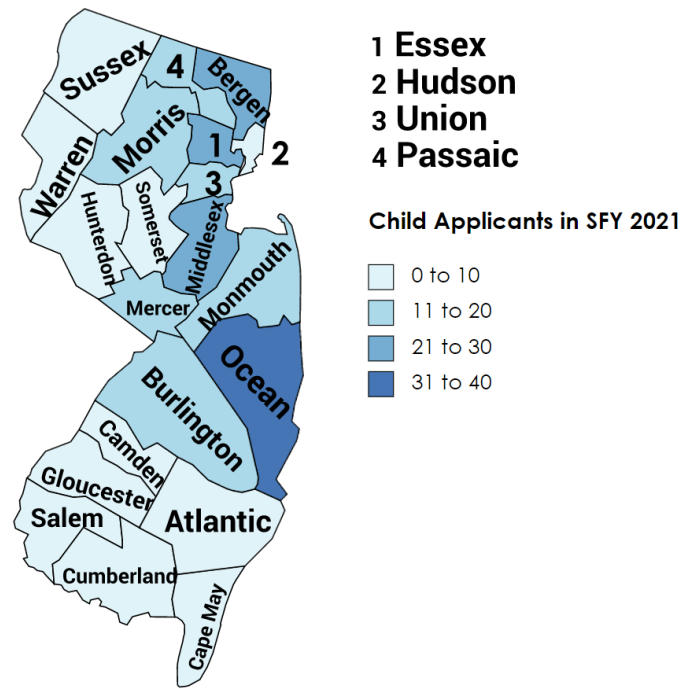 1 Essex
2 Hudson
3 Union
4 Passaic
Child Applicants in SFY 2021
0 to 10
11 to 20
21 to 30
31 to 40
Sussex
4
Bergen
Morris
1
2
Warren
3
Hunterdon
Somerset
Middlesex
Monmouth
Mercer
Ocean
Burlington
Camden
Gloucester
Salem
Atlantic
Cumberland
Cape May